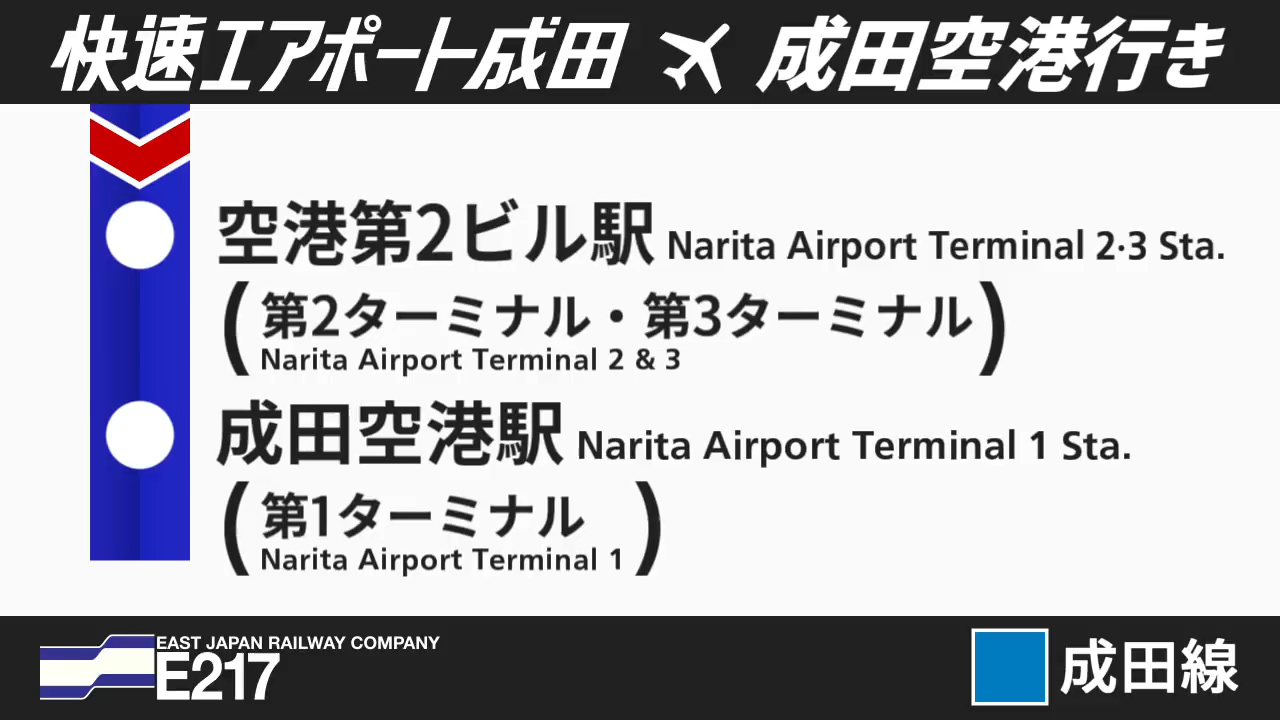 快速エアポート成田 成田空港行き
空港第2ビル駅 Narita Airport Terminal 2·3 Sta.
(第2ターミナル・第3ターミナル)
Narita Airport Terminal 2 & 3
成田空港駅 Narita Airport Terminal 1 Sta.
(第1ターミナル)
Narita Airport Terminal 1
EAST JAPAN RAILWAY COMPANY
E217
成田線